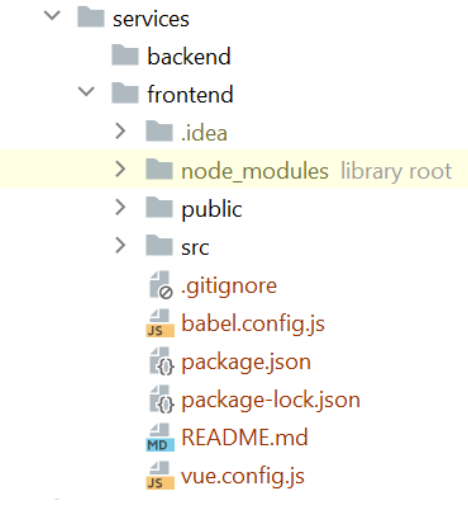 services
backend
frontend
.idea
node_modules library root
public
src
.gitignore
JS babel.config.js
package.json
package-lock.json
MD README.md
JS vue.config.js